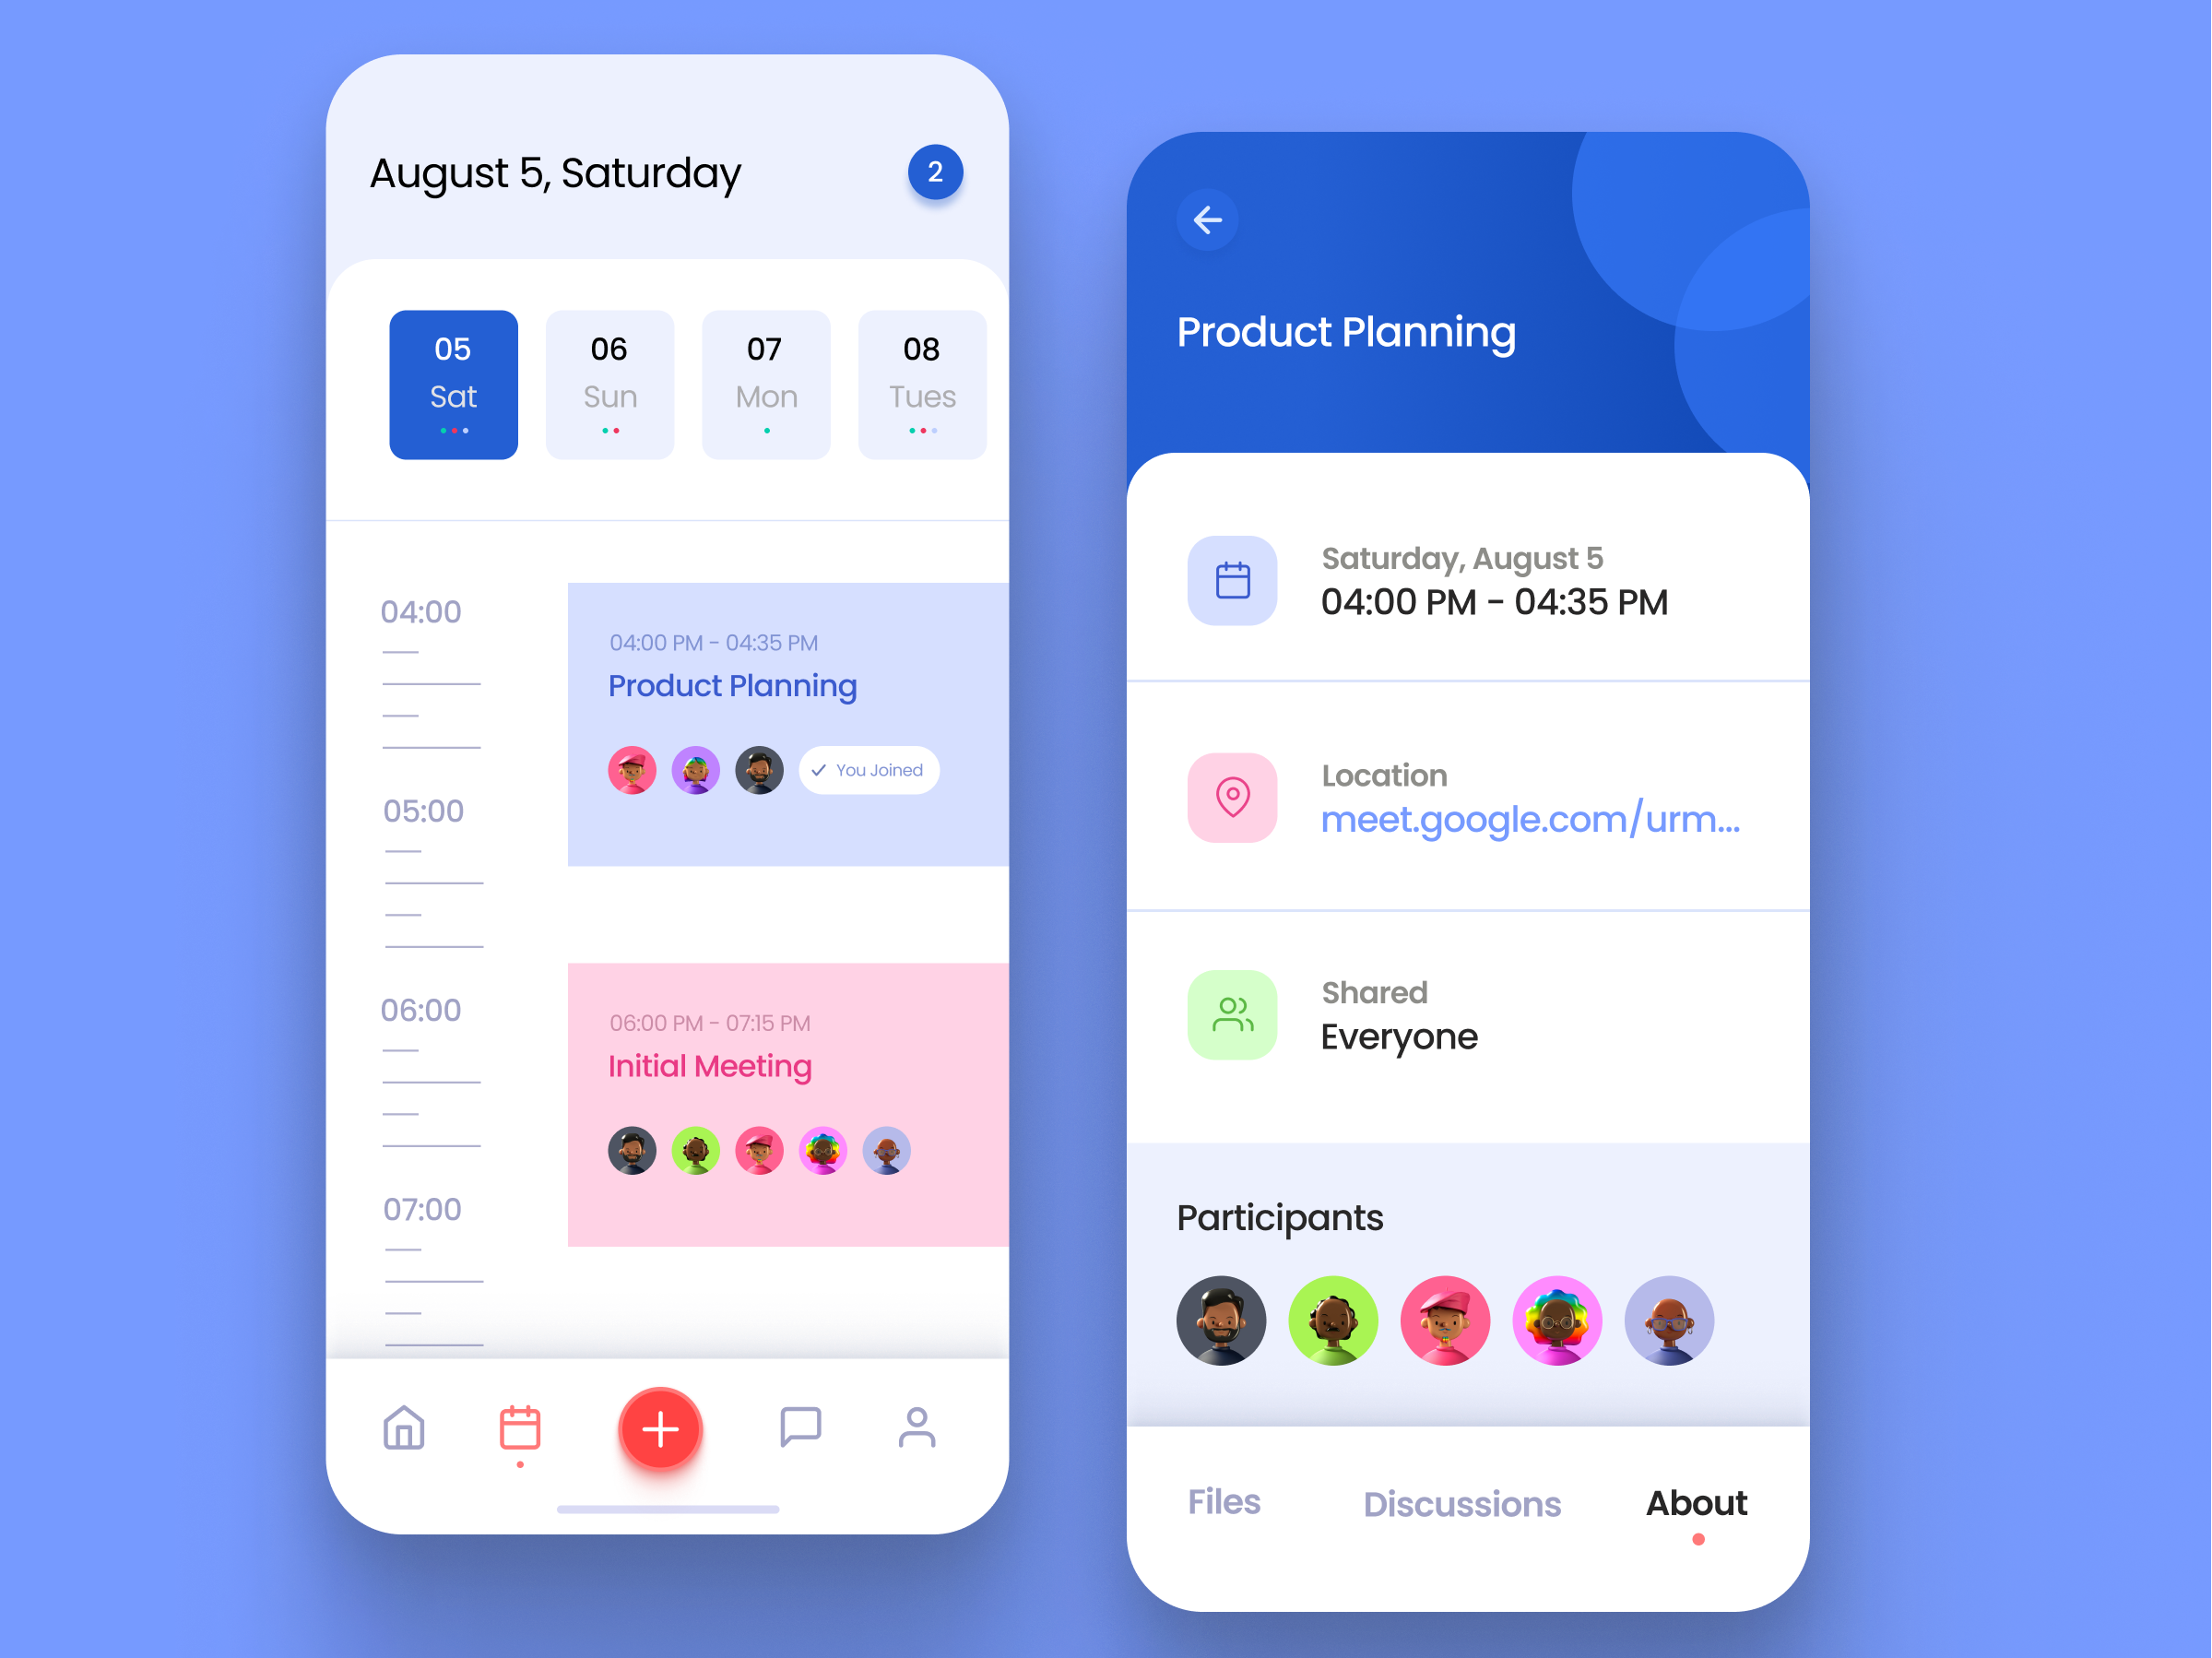 August 5, Saturday
2
05
Sat
06
Sun
07
Mon
08
Tues
04:00
04:00 PM - 04:35 PM
Product Planning
You Joined
05:00
06:00
06:00 PM - 07:15 PM
Initial Meeting
07:00
Product Planning
Saturday, August 5
04:00 PM - 04:35 PM
Location
meet.google.com/urm...
Shared
Everyone
Participants
Files
Discussions
About